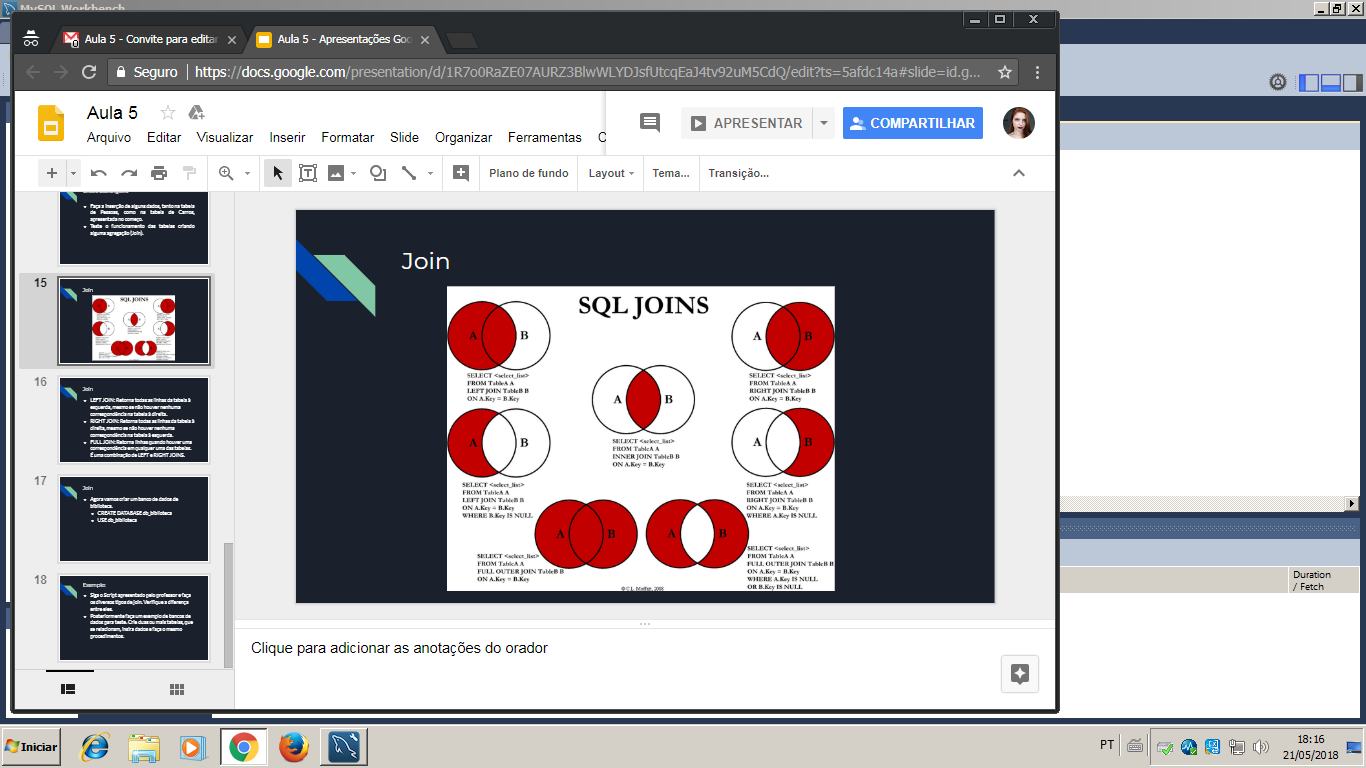 MySQL Workbench
Aula 5 - Convite para editar
Aula 5 - Apresentações Goo
Seguro
https://docs.google.com/presentation/d/1R7o0RaZE07AURZ3BlwWLYDJsfUtcqEaJ4tv92uM5CdQ/edit?ts=5afdc14a#slide=id.g...
Aula 5
Arquivo Editar Visualizar Inserir Formatar Slide Organizar Ferramentas C
APRESENTAR
COMPARTILHAR
Plano de fundo Layout Tema... Transição...
Faça a inserção de alguns dados, tanto na tabela
de Pessoas, como na tabela de Carros,
apresentada no começo.
Teste o funcionamento das tabelas criando
alguma agregação (Join).
15
Join
SQL JOINS
16
Join
LEFT JOIN: Retorna todas as linhas da tabela à
esquerda, mesmo se não houver nenhuma
correspondência na tabela à direita.
RIGHT JOIN: Retorna todas as linhas da tabela à
direita, mesmo se não houver nenhuma
correspondência na tabela à esquerda.
FULL JOIN: Retorna linhas quando houver uma
correspondência em qualquer uma das tabelas.
É uma combinação de LEFT e RIGHT JOINS.
17
Join
Agora vamos criar um banco de dados de
biblioteca.
CREATE DATABASE db_biblioteca
USE db_biblioteca
18
Exemplo:
Siga o Script apresentado pelo professor e faça
os diversos tipos de join. Verifique a diferença
entre eles.
Posteriormente faça um exemplo de bancos de
dados para teste. Crie duas ou mais tabelas, que
se relacionam, insira dados e faça o mesmo
procedimentos.
Join
SQL JOINS
A B
SELECT <select_list>
FROM TableA A
LEFT JOIN TableB B
ON A.Key = B.Key
A B
SELECT <select_list>
FROM TableA A
RIGHT JOIN TableB B
ON A.Key = B.Key
A B
SELECT <select_list>
FROM TableA A
INNER JOIN TableB B
ON A.Key = B.Key
A B
SELECT <select_list>
FROM TableA A
LEFT JOIN TableB B
ON A.Key = B.Key
WHERE B.Key IS NULL
A B
SELECT <select_list>
FROM TableA A
RIGHT JOIN TableB B
ON A.Key = B.Key
WHERE A.Key IS NULL
A B
SELECT <select_list>
FROM TableA A
FULL OUTER JOIN TableB B
ON A.Key = B.Key
A B
SELECT <select_list>
FROM TableA A
FULL OUTER JOIN TableB B
ON A.Key = B.Key
WHERE A.Key IS NULL
OR B.Key IS NULL
© C.L. Moffatt, 2008
Clique para adicionar as anotações do orador
Duration
/ Fetch
Iniciar
PT
18:16
21/05/2018